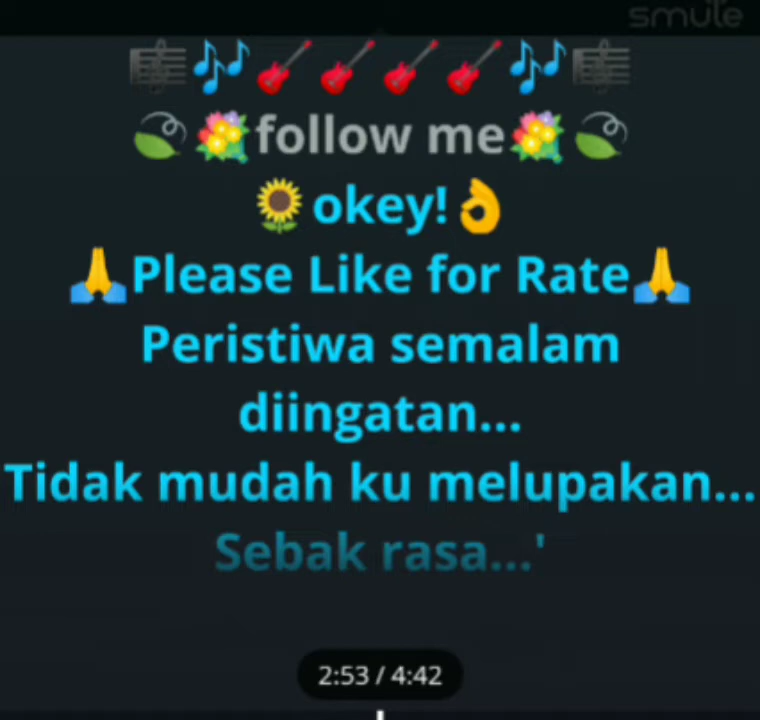 smule
🎼🎶🎸🎸🎸🎸🎶🎼
🍃💐follow me💐🍃
🌻okey!👌
🙏Please Like for Rate🙏
Peristiwa semalam
diingatan...
Tidak mudah ku melupakan...
Sebak rasa...'
2:53 / 4:42